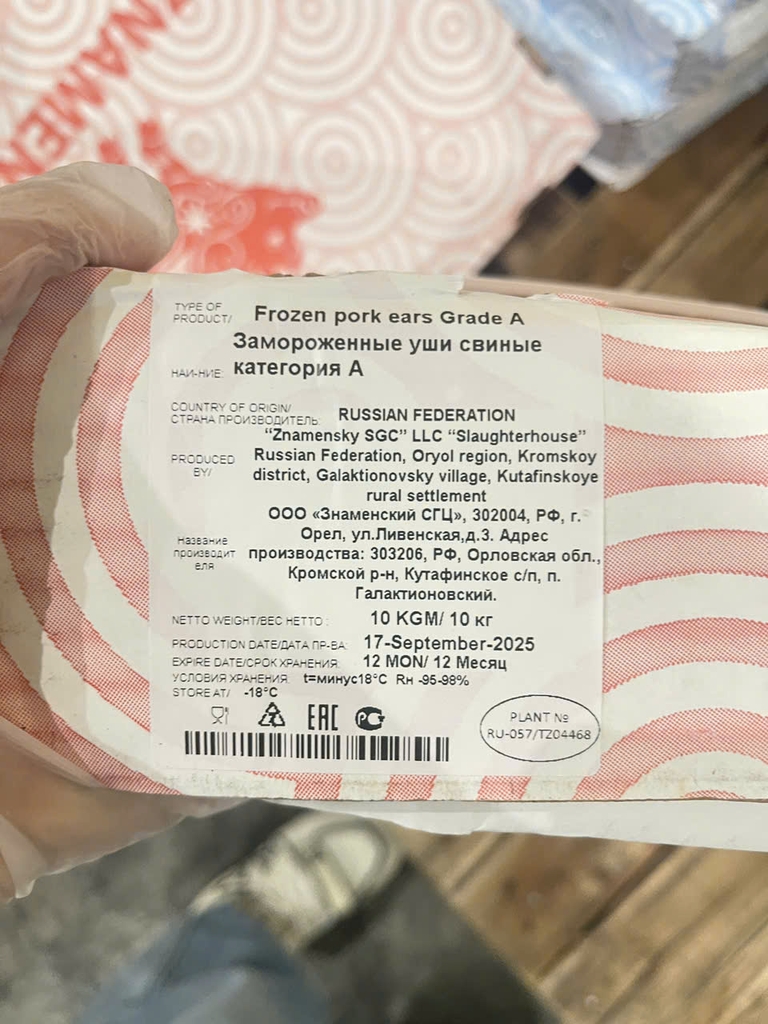 ZNAMEN
TYPE OF PRODUCT/ Frozen pork ears Grade A
Замороженные уши свиные
НАИ-НИЕ: категория А
COUNTRY OF ORIGIN/
СТРАНА ПРОИЗВОДИТЕЛЬ: RUSSIAN FEDERATION
“Znamensky SGC” LLC “Slaughterhouse”
PRODUCED BY/ Russian Federation, Oryol region, Kromskoy
district, Galaktionovsky village, Kutafinskoye
rural settlement
ООО «Знаменский СГЦ», 302004, РФ, г.
Название производителя Орел, ул.Ливенская,д.3. Адрес
производства: 303206, РФ, Орловская обл.,
Кромской р-н, Кутафинское с/п, п.
Галактионовский.
NETTO WEIGHT/ВЕС НЕТТО : 10 KGM/ 10 кг
PRODUCTION DATE/ДАТА ПР-ВА: 17-September-2025
EXPIRE DATE/СРОК ХРАНЕНИЯ: 12 MON/ 12 Месяц
УСЛОВИЯ ХРАНЕНИЯ: t=минус18°C Rн -95-98%
STORE AT/ -18°C
EAC РСТ
PLANT №
RU-057/TZ04468